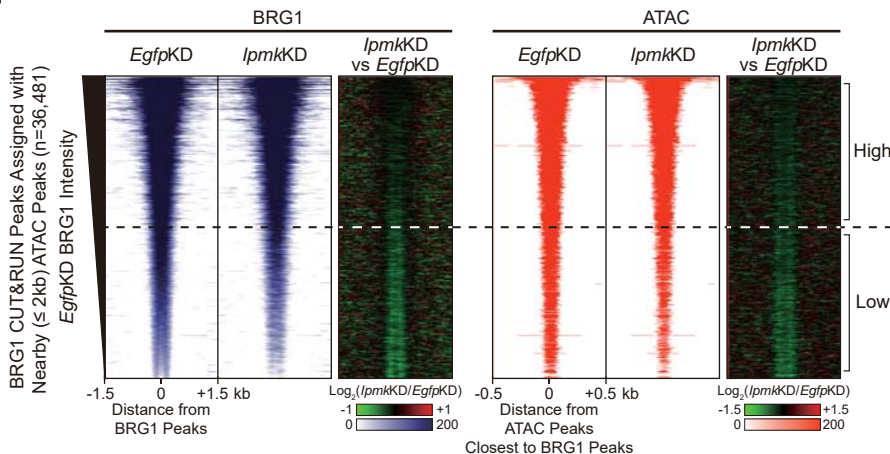 BRG1
ATAC
EgfpKD
IpmkKD
IpmkKD
vs EgfpKD
EgfpKD
IpmkKD
IpmkKD
vs EgfpKD
BRG1 CUT&RUN Peaks Assigned with
Nearby (≤ 2kb) ATAC Peaks (n=36,481)
EgfpKD BRG1 Intensity
High
Low
-1.5
0
+1.5 kb
Distance from
BRG1 Peaks
Log2(IpmkKD/EgfpKD)
-1
+1
0
200
-0.5
0
+0.5 kb
Distance from
ATAC Peaks
Closest to BRG1 Peaks
Log2(IpmkKD/EgfpKD)
-1.5
+1.5
0
200